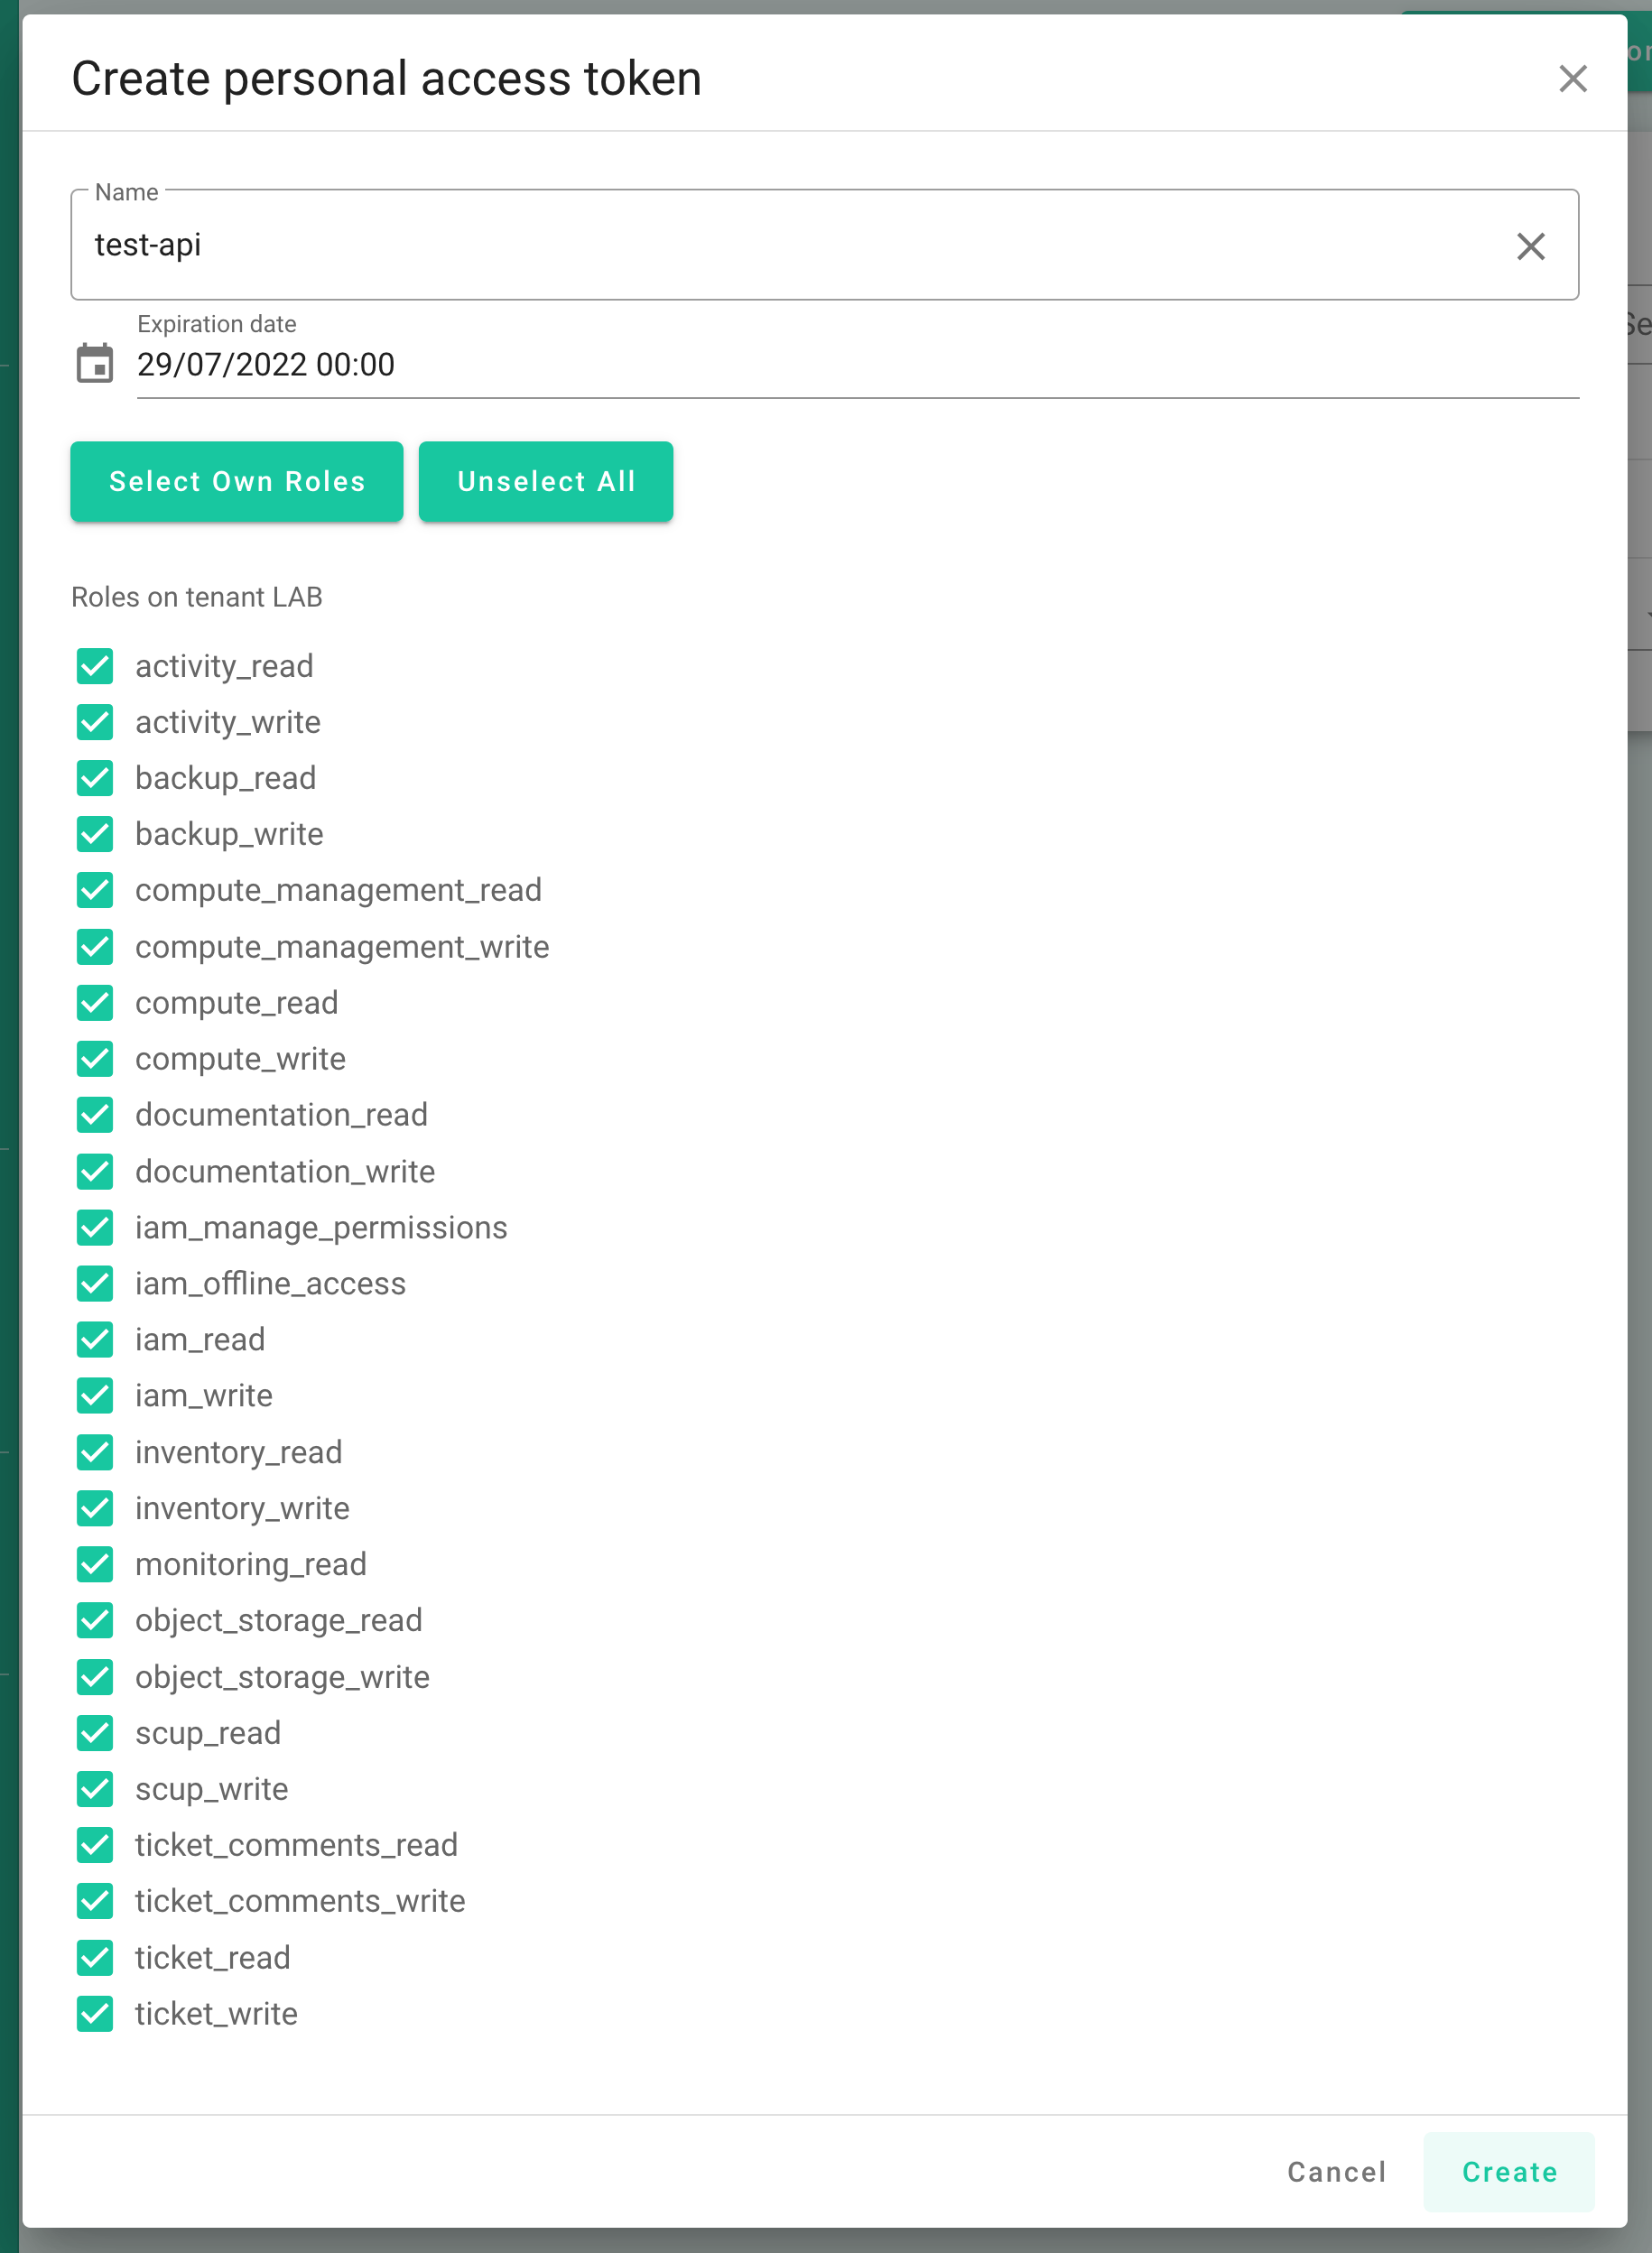 Create personal access token
Name
test-api
Expiration date
29/07/2022 00:00
Select Own Roles
Unselect All
Roles on tenant LAB
activity_read
activity_write
backup_read
backup_write
compute_management_read
compute_management_write
compute_read
compute_write
documentation_read
documentation_write
iam_manage_permissions
iam_offline_access
iam_read
iam_write
inventory_read
inventory_write
monitoring_read
object_storage_read
object_storage_write
scup_read
scup_write
ticket_comments_read
ticket_comments_write
ticket_read
ticket_write
Cancel
Create